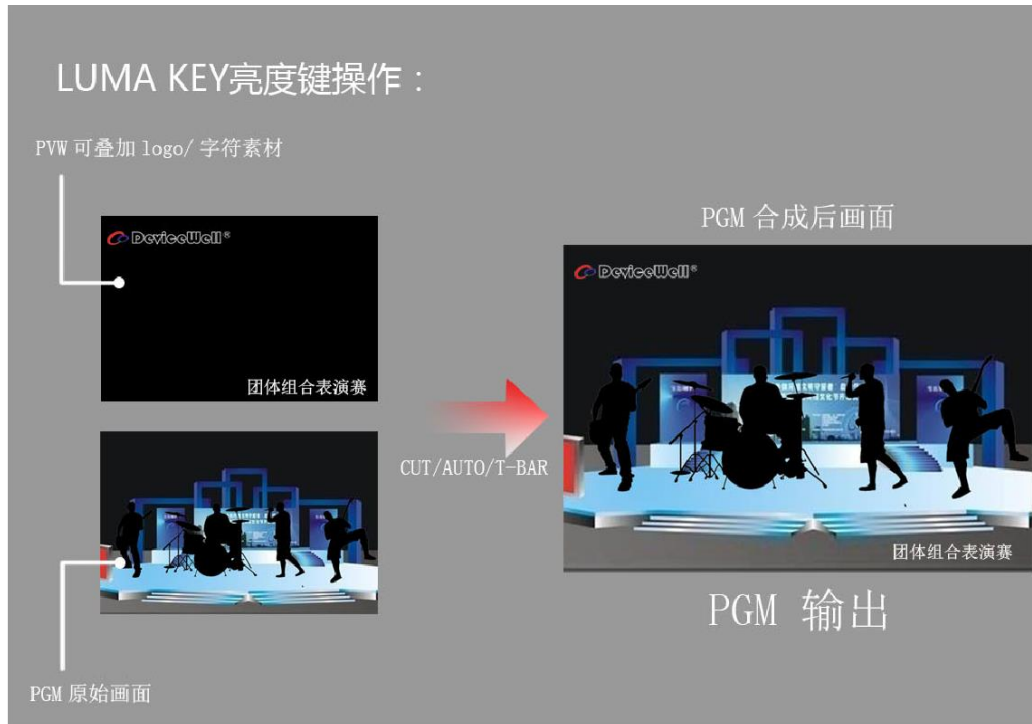 LUMA KEY亮度键操作：
PVW 可叠加 logo/ 字符素材
DeviceWell®
团体组合表演赛
PGM 原始画面
CUT/AUTO/T-BAR
PGM 合成后画面
DeviceWell®
团体组合表演赛
PGM 输出